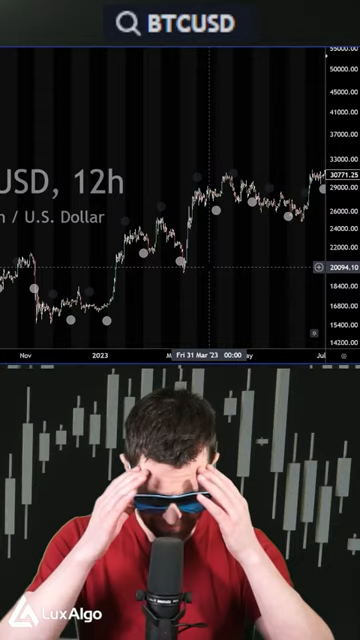 BTCUSD
55000.00
45000.00
41000.00
37000.00
33000.00
30771.25
29000.00
26000.00
24000.00
22000.00
20094.10
18400.00
16800.00
15400.00
14200.00
USD, 12h
/ U.S. Dollar
Nov
2023
Fri 31 Mar '23 00:00
Jul
LuxAlgo